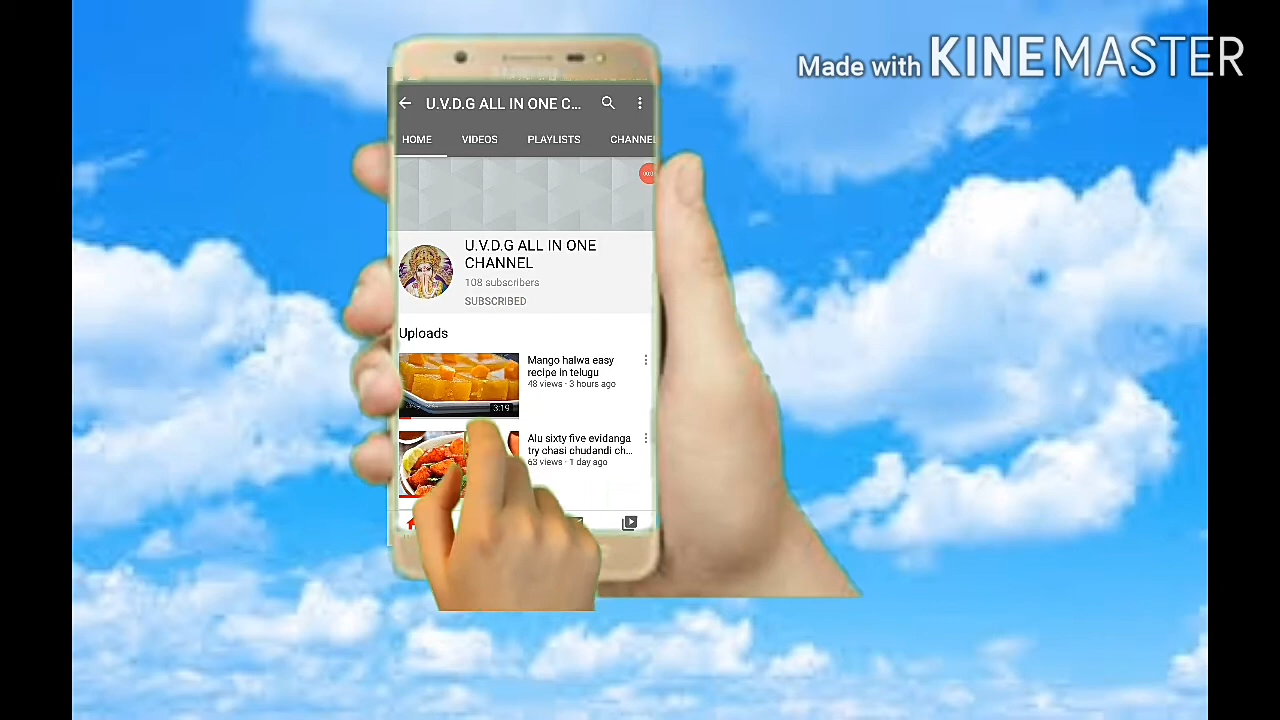 Made with KINEMASTER
U.V.D.G ALL IN ONE C...
HOME VIDEOS PLAYLISTS CHANNEL
U.V.D.G ALL IN ONE
CHANNEL
108 subscribers
SUBSCRIBED
Uploads
Mango halwa easy
recipe in telugu
48 views · 3 hours ago
3:19
Alu sixty five evidanga
try chasi chudandi ch...
63 views · 1 day ago